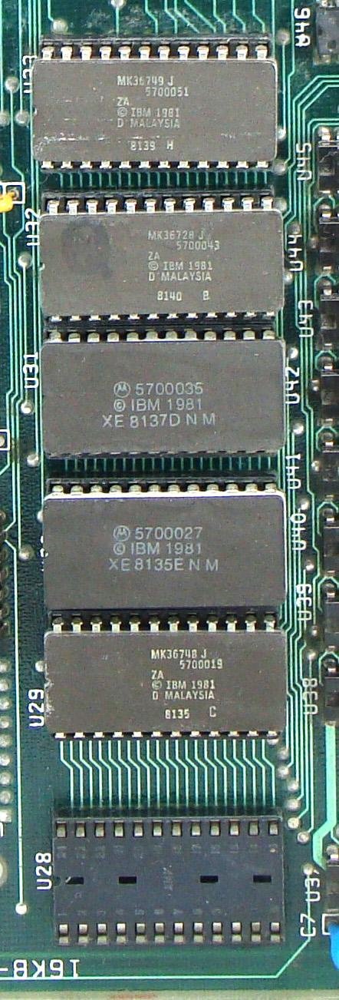 U33
MK36749 J
5700051
ZA
© IBM 1981
D MALAYSIA
8139 H
U46
U45
U32
MK36728 J
5700043
ZA
© IBM 1981
D MALAYSIA
8140 B
U44
U43
U31
5700035
© IBM 1981
XE 8137D N M
U42
U41
5700027
© IBM 1981
XE 8135E N M
U40
U39
U29
MK36748 J
5700019
ZA
© IBM 1981
D MALAYSIA
8135 C
U38
U28
U37
C7
16KB-